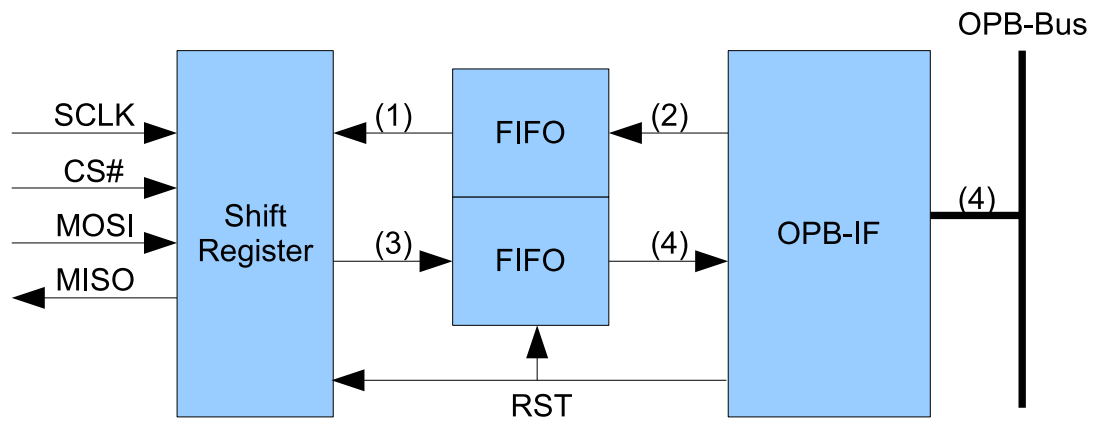 OPB-Bus
SCLK
(1)
FIFO
(2)
CS#
(4)
MOSI
Shift
Register
(3)
FIFO
(4)
OPB-IF
MISO
RST